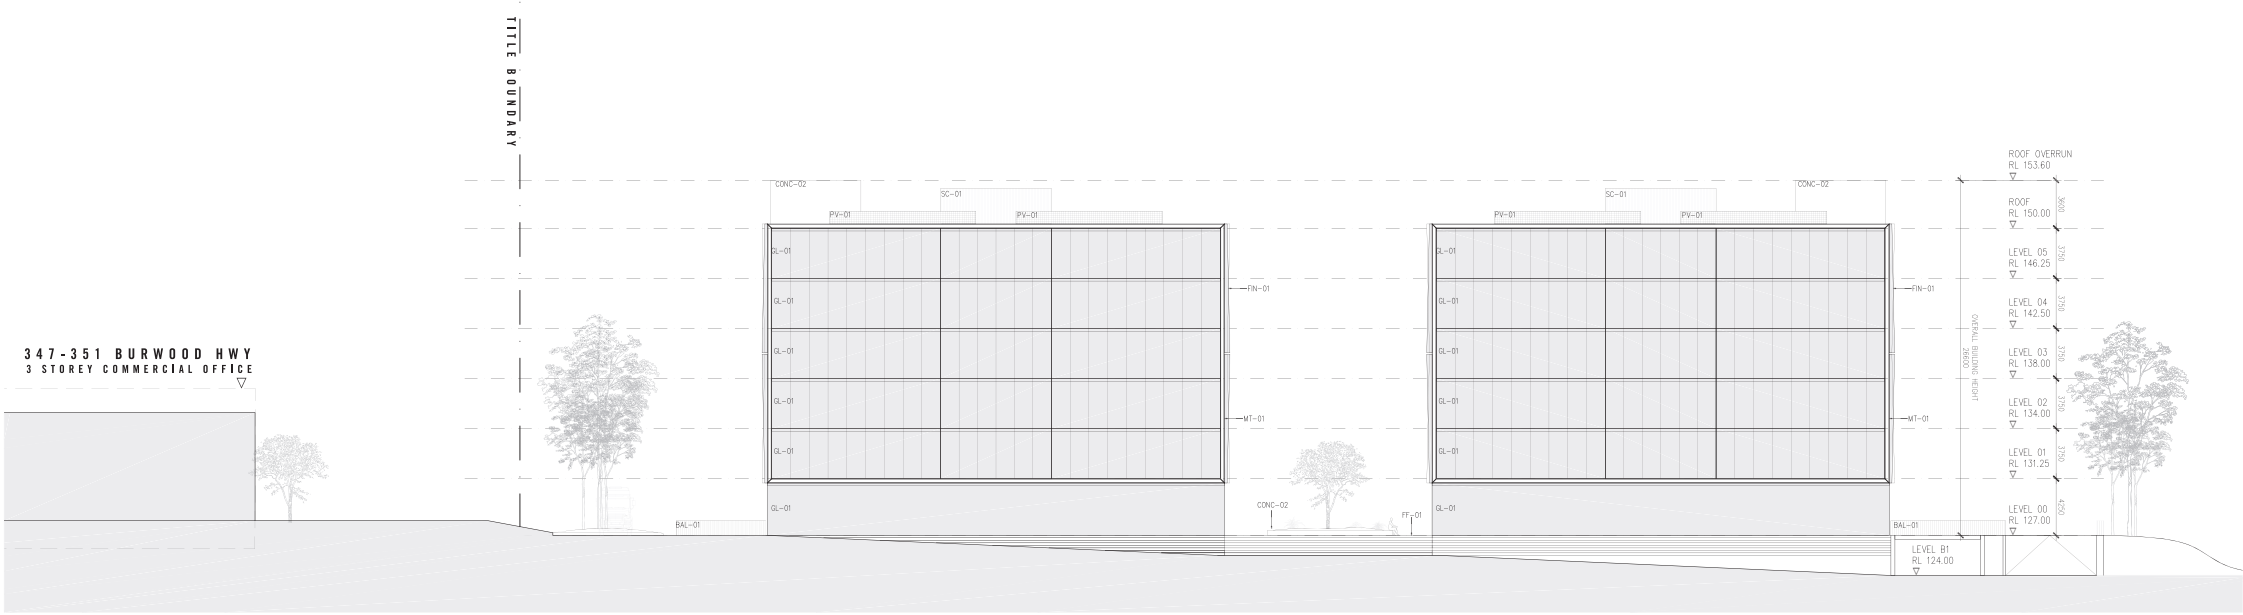 TITLE BOUNDARY
347-351 BURWOOD HWY
3 STOREY COMMERCIAL OFFICE
CONC-02
SC-01
PV-01
PV-01
GL-01
GL-01
GL-01
GL-01
GL-01
GL-01
FIN-01
MT-01
BAL-01
CONC-02
FF-01
SC-01
CONC-02
PV-01
PV-01
GL-01
GL-01
GL-01
GL-01
GL-01
GL-01
FIN-01
MT-01
BAL-01
OVERALL BUILDING HEIGHT
26600
ROOF OVERRUN
RL 153.60
3600
ROOF
RL 150.00
3750
LEVEL 05
RL 146.25
3750
LEVEL 04
RL 142.50
3750
LEVEL 03
RL 138.00
3750
LEVEL 02
RL 134.00
3750
LEVEL 01
RL 131.25
4250
LEVEL 00
RL 127.00
LEVEL B1
RL 124.00